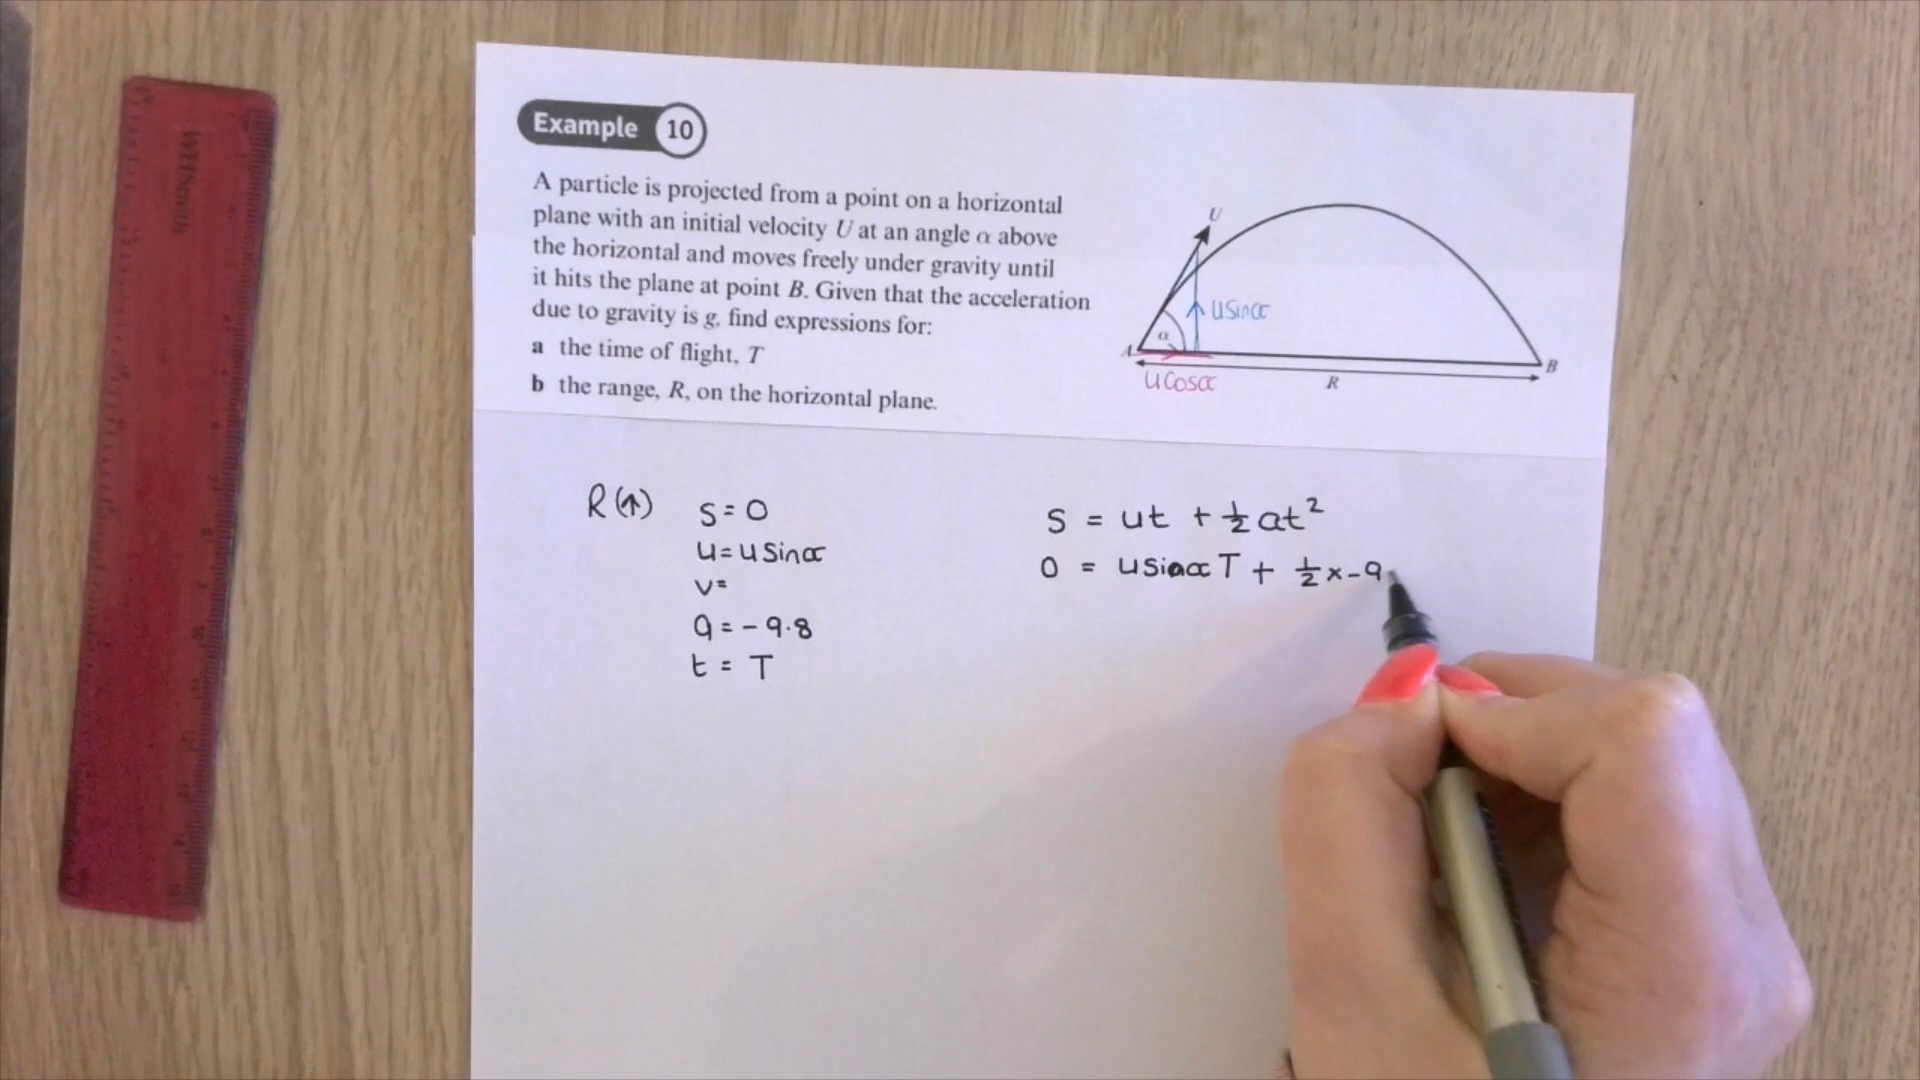 Example 10
A particle is projected from a point on a horizontal
plane with an initial velocity U at an angle α above
the horizontal and moves freely under gravity until
it hits the plane at point B. Given that the acceleration
due to gravity is g, find expressions for:
a the time of flight, T
b the range, R, on the horizontal plane.
U
usinα
α
A
B
ucosα
R
R(↑)
s = 0
u = usinα
v =
a = -9.8
t = T
s = ut + ½at²
0 = usinαT + ½x-9